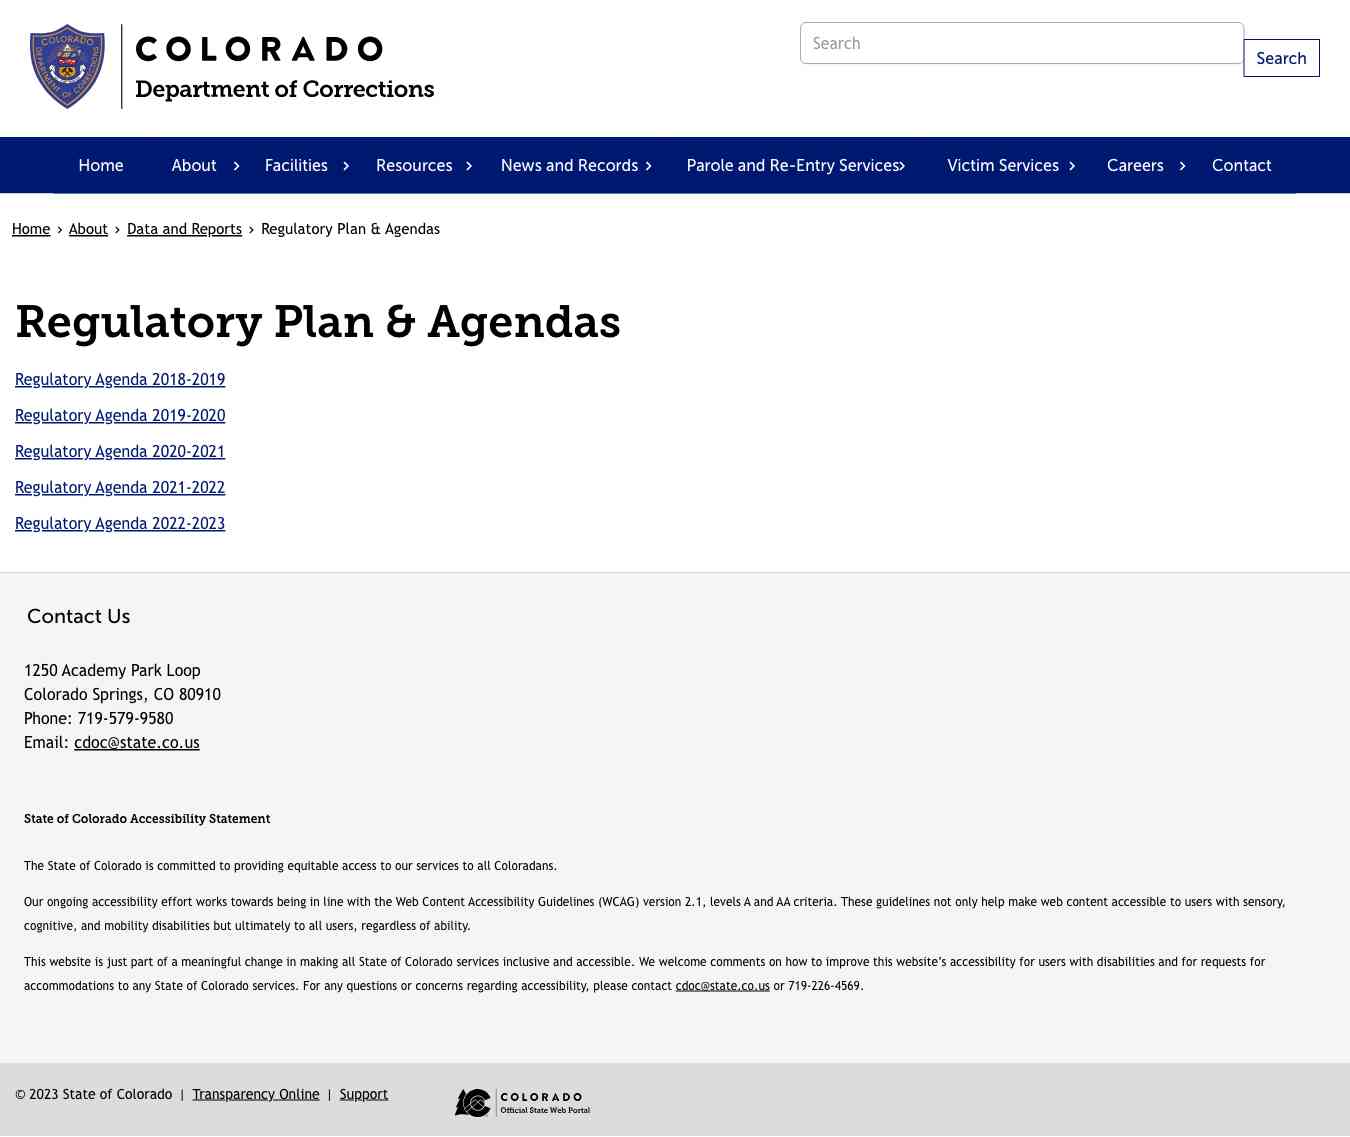 COLORADO
Department of Corrections
Search
Search
Home About Facilities Resources News and Records Parole and Re-Entry Services Victim Services Careers Contact
Home › About › Data and Reports › Regulatory Plan & Agendas
Regulatory Plan & Agendas
Regulatory Agenda 2018-2019
Regulatory Agenda 2019-2020
Regulatory Agenda 2020-2021
Regulatory Agenda 2021-2022
Regulatory Agenda 2022-2023
Contact Us
1250 Academy Park Loop
Colorado Springs, CO 80910
Phone: 719-579-9580
Email: cdoc@state.co.us
State of Colorado Accessibility Statement
The State of Colorado is committed to providing equitable access to our services to all Coloradans.
Our ongoing accessibility effort works towards being in line with the Web Content Accessibility Guidelines (WCAG) version 2.1, levels A and AA criteria. These guidelines not only help make web content accessible to users with sensory,
cognitive, and mobility disabilities but ultimately to all users, regardless of ability.
This website is just part of a meaningful change in making all State of Colorado services inclusive and accessible. We welcome comments on how to improve this website's accessibility for users with disabilities and for requests for
accommodations to any State of Colorado services. For any questions or concerns regarding accessibility, please contact cdoc@state.co.us or 719-226-4569.
© 2023 State of Colorado | Transparency Online | Support
COLORADO
Official State Web Portal